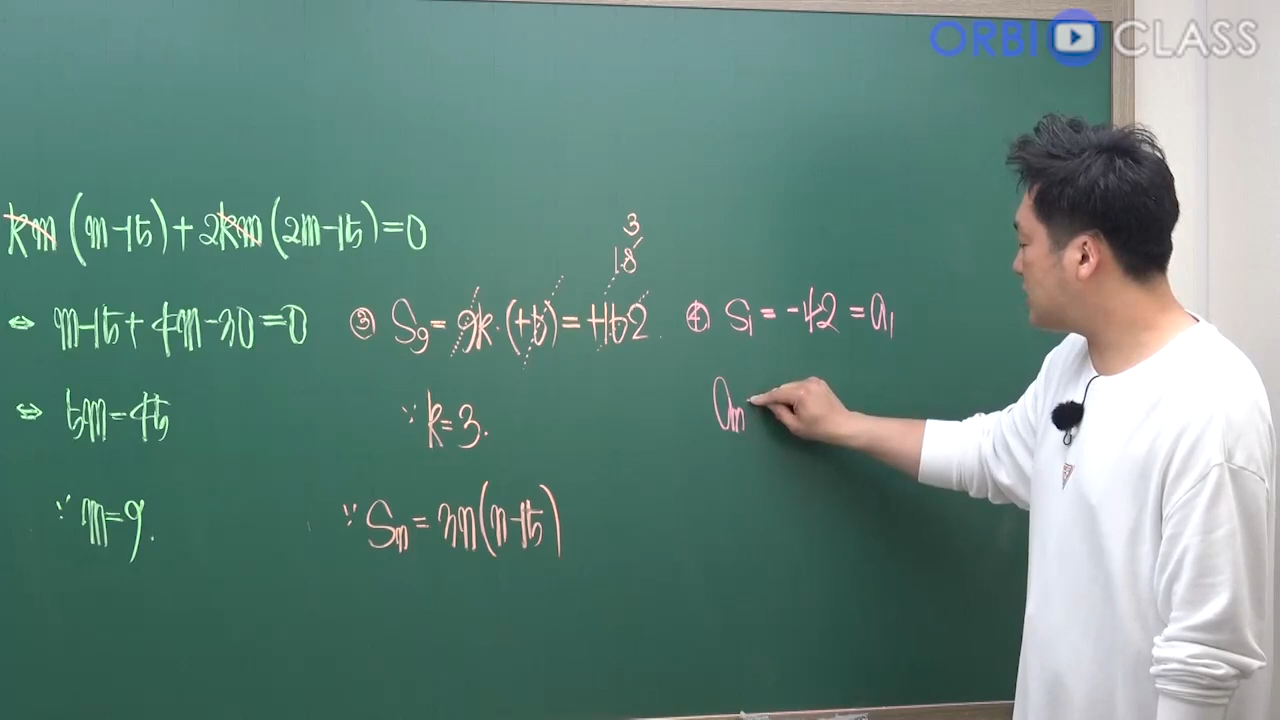 ORBI CLASS
km(m-15)+2km(2m-15)=0
⇔ m-15+4m-30=0
⇔ 5m=45
∵ m=9.
3
18
③ S₉=9k·(+5)=+162.
∵ k=3.
∵ Sₙ=3n(n-15)
④ S₁=-42=a₁
aₙ